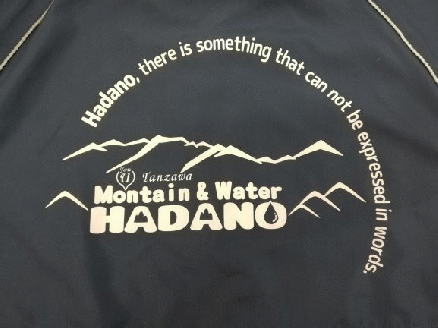 Hadano, there is something that can not be expressed in words.
Tanzawa
Montain & Water
HADANO